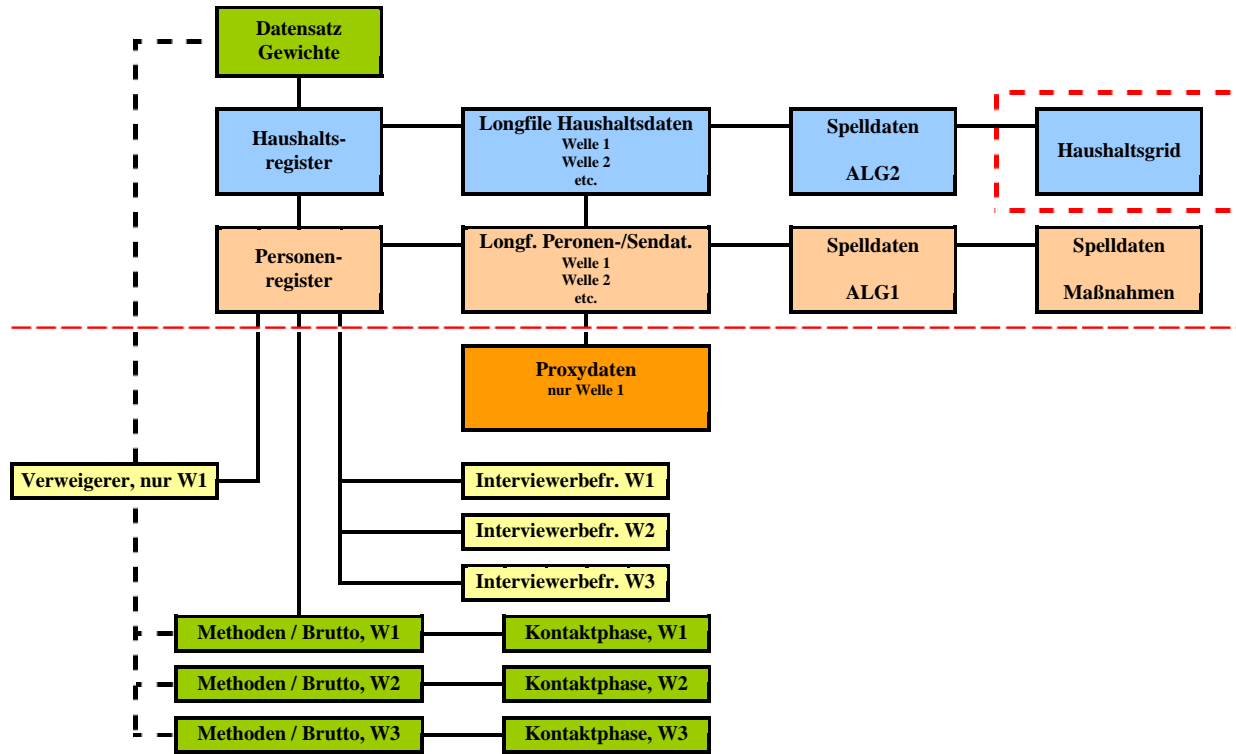 Datensatz
Gewichte
Haushalts-
register
Longfile Haushaltsdaten
Welle 1
Welle 2
etc.
Spelldaten
ALG2
Haushaltsgrid
Personen-
register
Longf. Peronen-/Sendat.
Welle 1
Welle 2
etc.
Spelldaten
ALG1
Spelldaten
Maßnahmen
Proxydaten
nur Welle 1
Verweigerer, nur W1
Interviewerbefr. W1
Interviewerbefr. W2
Interviewerbefr. W3
Methoden / Brutto, W1
Kontaktphase, W1
Methoden / Brutto, W2
Kontaktphase, W2
Methoden / Brutto, W3
Kontaktphase, W3